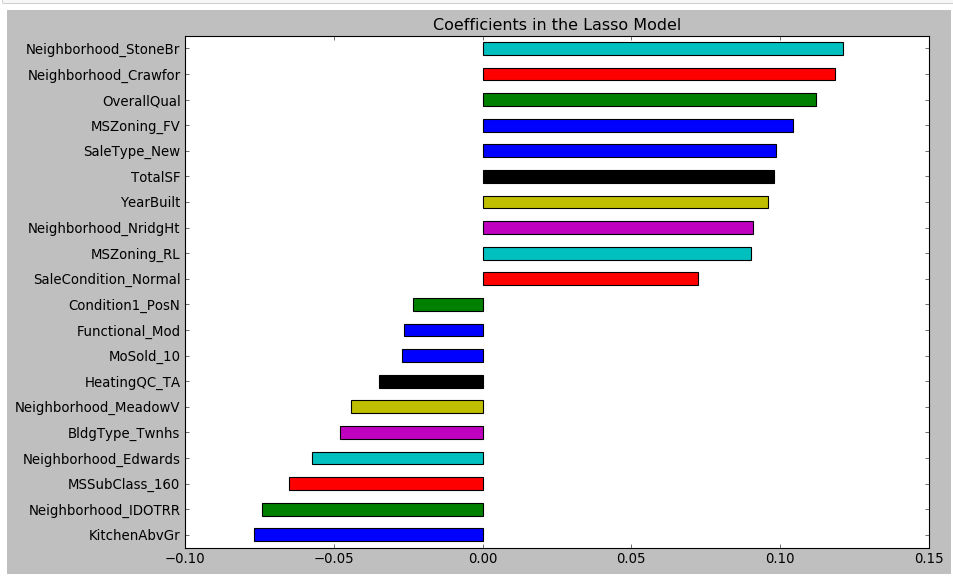 Coefficients in the Lasso Model
Neighborhood_StoneBr
Neighborhood_Crawfor
OverallQual
MSZoning_FV
SaleType_New
TotalSF
YearBuilt
Neighborhood_NridgHt
MSZoning_RL
SaleCondition_Normal
Condition1_PosN
Functional_Mod
MoSold_10
HeatingQC_TA
Neighborhood_MeadowV
BldgType_Twnhs
Neighborhood_Edwards
MSSubClass_160
Neighborhood_IDOTRR
KitchenAbvGr
−0.10 −0.05 0.00 0.05 0.10 0.15